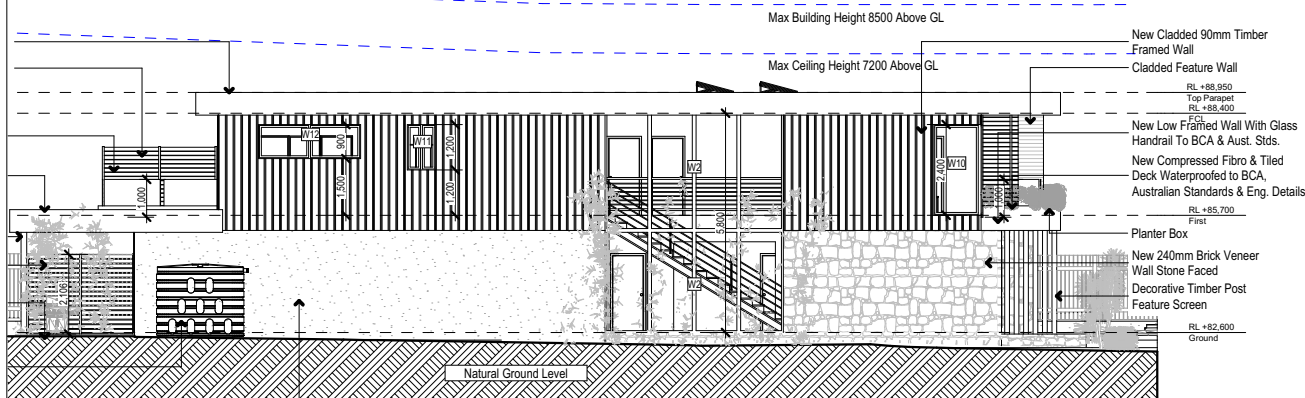 Max Building Height 8500 Above GL
Max Ceiling Height 7200 Above GL
New Cladded 90mm Timber
Framed Wall
Cladded Feature Wall
RL +88,950
Top Parapet
RL +88,400
FCL
New Low Framed Wall With Glass
Handrail To BCA & Aust. Stds.
New Compressed Fibro & Tiled
Deck Waterproofed to BCA,
Australian Standards & Eng. Details
RL +85,700
First
Planter Box
New 240mm Brick Veneer
Wall Stone Faced
Decorative Timber Post
Feature Screen
RL +82,600
Ground
W12
900
1,500
W11
1,200
1,200
W2
W2
5,800
2,400
W10
1,000
1,000
2,106
Natural Ground Level